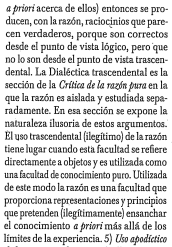 a priori acerca de ellos) entonces se pro-
ducen, con la razón, raciocinios que pare-
cen verdaderos, porque son correctos
desde el punto de vista lógico, pero que
no lo son desde el punto de vista trascen-
dental. La Dialéctica trascendental es la
sección de la Crítica de la razón pura en la
que la razón es aislada y estudiada sepa-
radamente. En esa sección se expone la
naturaleza ilusoria de estos argumentos.
El uso trascendental (ilegítimo) de la razón
tiene lugar cuando esta facultad se refiere
directamente a objetos y es utilizada como
una facultad de conocimiento puro. Utilizada
de este modo la razón es una facultad que
proporciona representaciones y principios
que pretenden (ilegítimamente) ensanchar
el conocimiento a priori más allá de los
límites de la experiencia. 5) Uso apodíctico